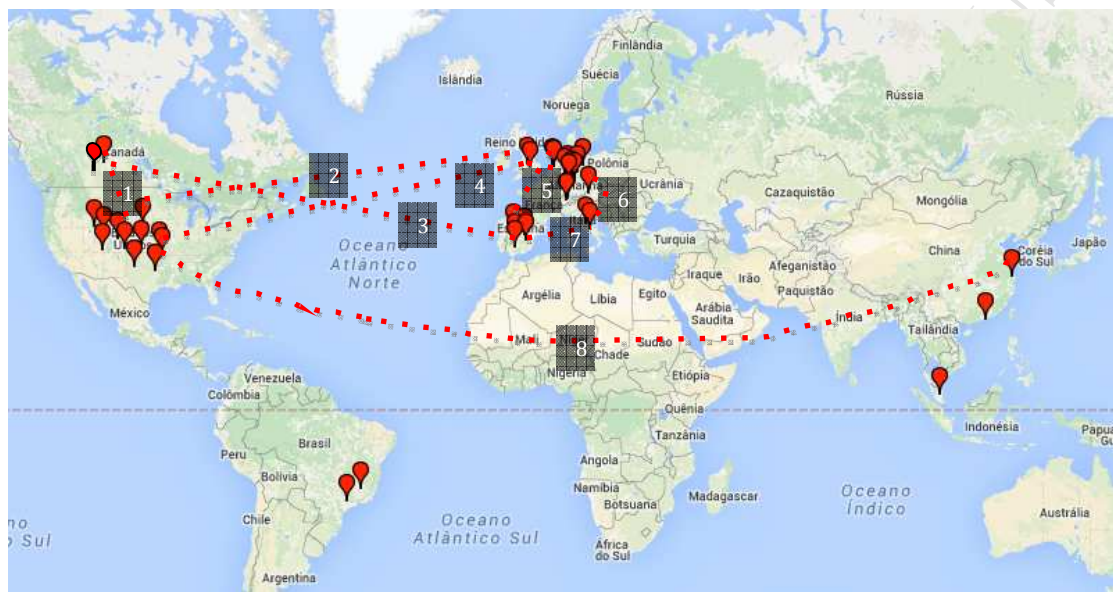 Finlândia
Islândia
Suécia
Noruega
Rússia
Canadá
Reino
Polônia
Ucrânia
Cazaquistão
Mongólia
1
2
3
4
5
6
7
8
Turquia
China
Coréia
do Sul
Japão
Oceano
Atlântico
Norte
Iraque
Irão
Afeganistão
Paquistão
México
Argélia
Líbia
Egito
Arábia
Saudita
Índia
Tailândia
Mali
Sudão
Chade
Nigéria
Etiópia
Venezuela
Colômbia
Quênia
Indonésia
Papua
Tanzânia
Brasil
Peru
Bolívia
Angola
Namíbia
Botsuana
Madagascar
Oceano
Índico
Austrália
Chile
Oceano
Atlântico Sul
África
do Sul
Argentina